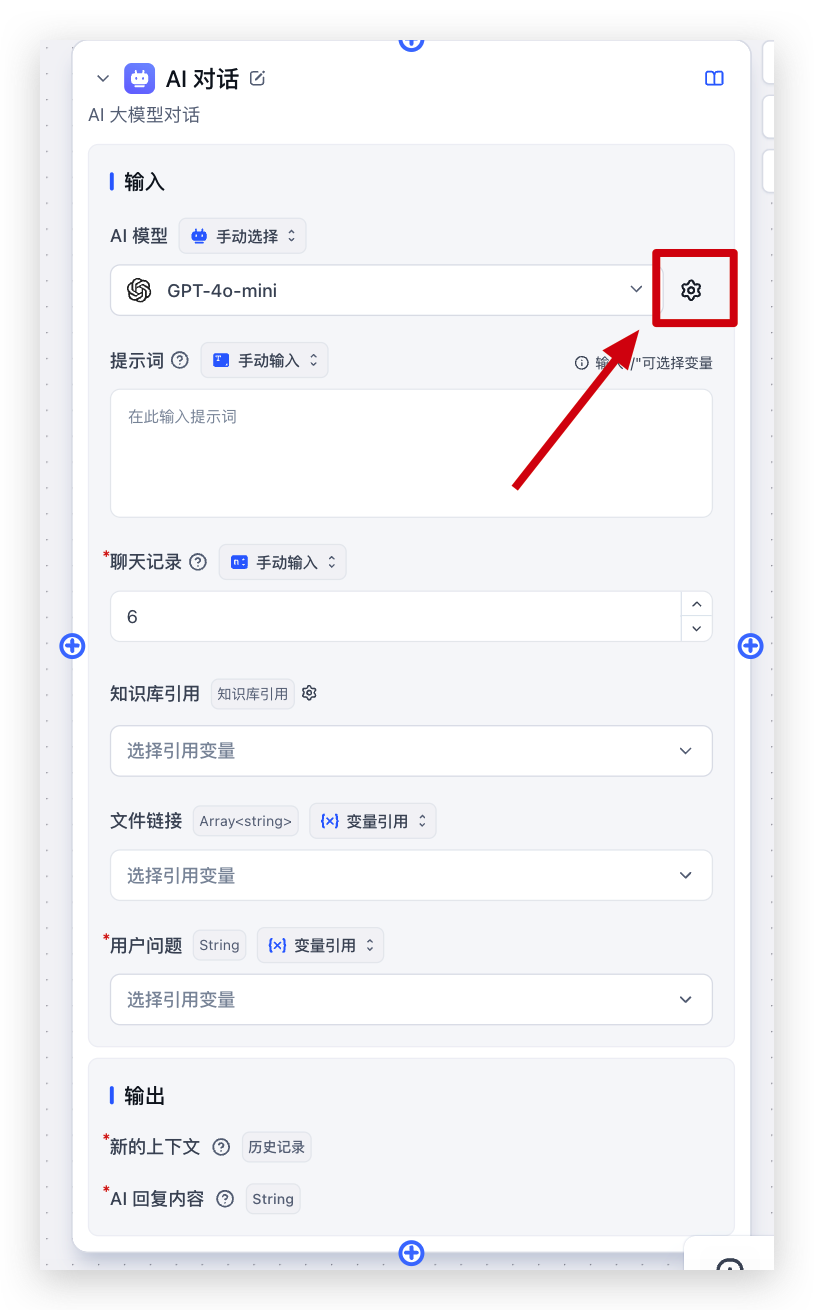 AI 对话
AI 大模型对话
输入
AI 模型 手动选择
GPT-4o-mini
提示词 手动输入 输入"/"可选择变量
在此输入提示词
*聊天记录 手动输入
6
知识库引用 知识库引用
选择引用变量
文件链接 Array<string> 变量引用
选择引用变量
*用户问题 String 变量引用
选择引用变量
输出
*新的上下文 历史记录
*AI 回复内容 String